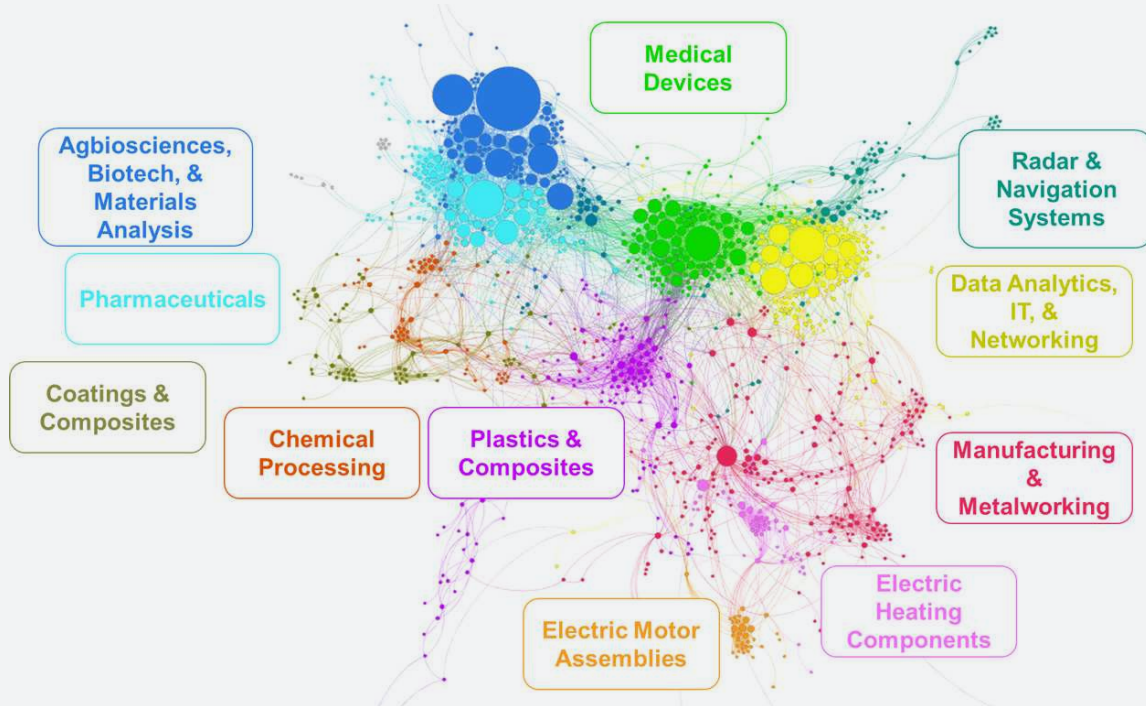 Medical
Devices
Agbiosciences,
Biotech, &
Materials
Analysis
Radar &
Navigation
Systems
Pharmaceuticals
Data Analytics,
IT, &
Networking
Coatings &
Composites
Chemical
Processing
Plastics &
Composites
Manufacturing
&
Metalworking
Electric
Heating
Components
Electric Motor
Assemblies